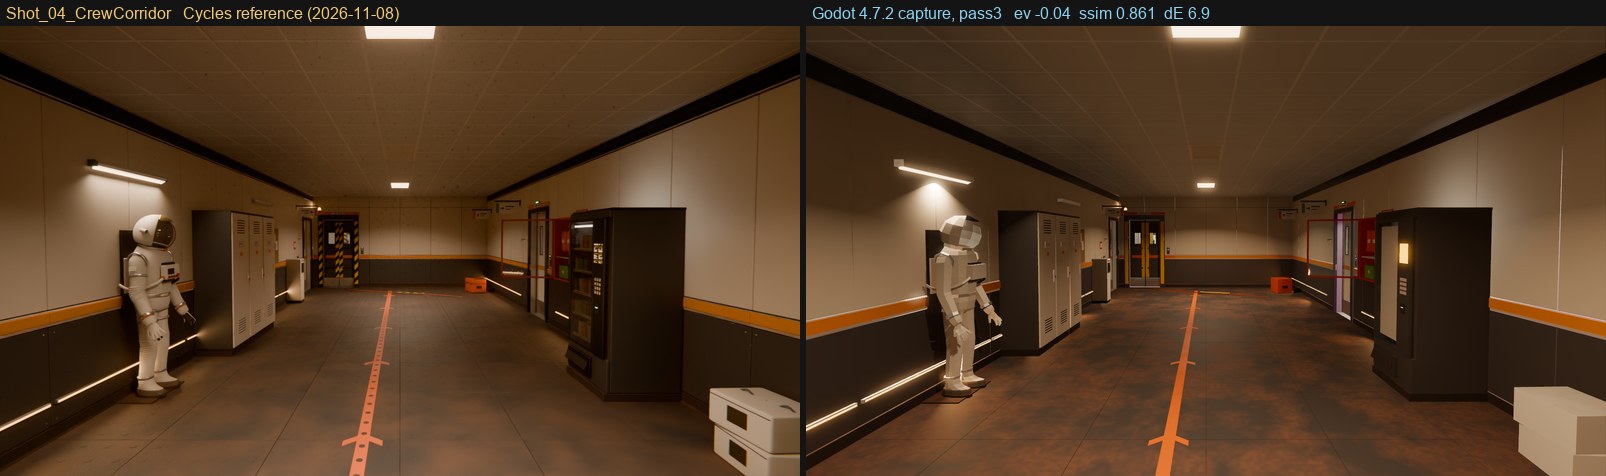 Shot_04_CrewCorridor Cycles reference (2026-11-08)
Godot 4.7.2 capture, pass3 ev -0.04 ssim 0.861 dE 6.9